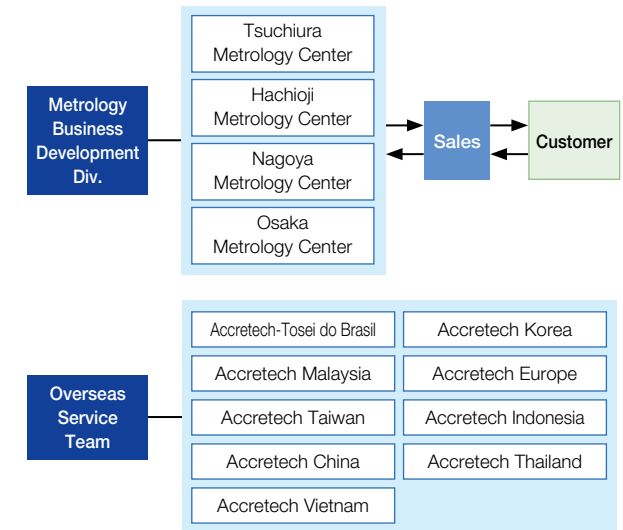 Metrology
Business
Development
Div.
Tsuchiura
Metrology Center
Hachioji
Metrology Center
Nagoya
Metrology Center
Osaka
Metrology Center
Sales
Customer
Overseas
Service
Team
Accretech-Tosei do Brasil
Accretech Korea
Accretech Malaysia
Accretech Europe
Accretech Taiwan
Accretech Indonesia
Accretech China
Accretech Thailand
Accretech Vietnam